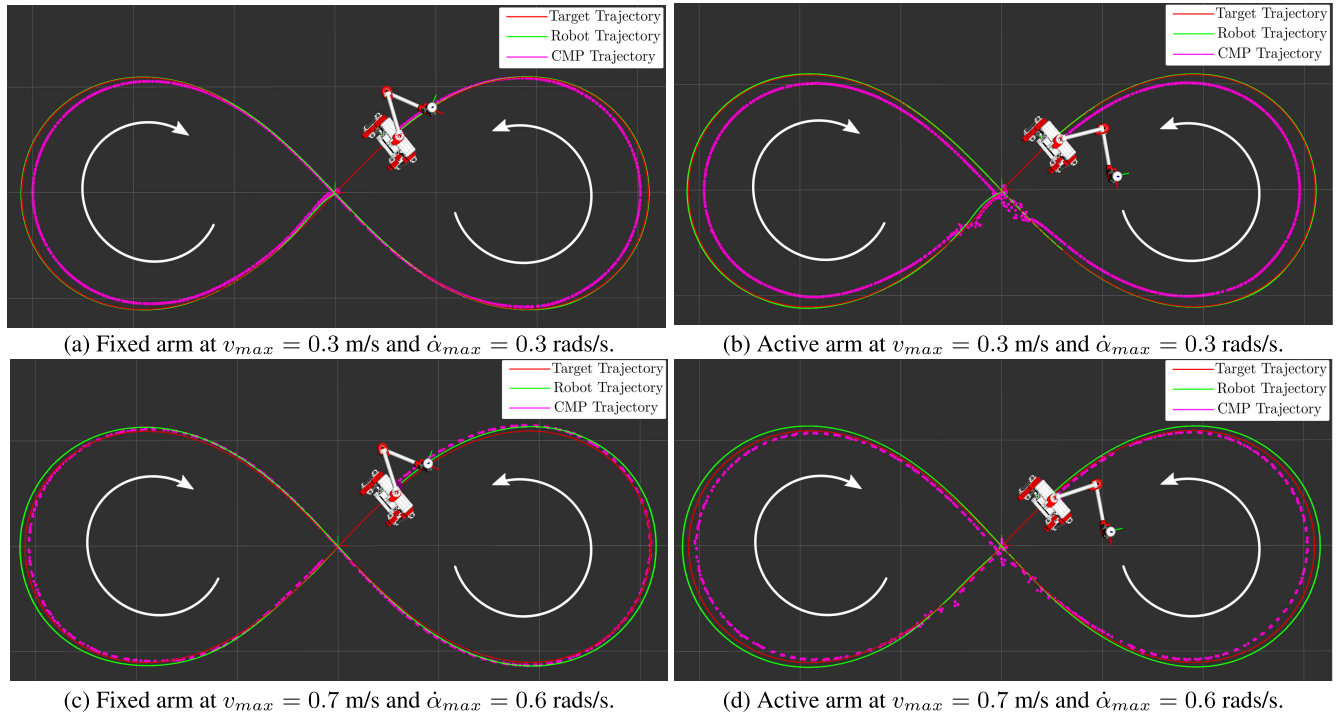 Target Trajectory
Robot Trajectory
CMP Trajectory
Target Trajectory
Robot Trajectory
CMP Trajectory
(a) Fixed arm at $v_{max}$ = 0.3 m/s and $\dot{\alpha}_{max}$ = 0.3 rads/s.
(b) Active arm at $v_{max}$ = 0.3 m/s and $\dot{\alpha}_{max}$ = 0.3 rads/s.
Target Trajectory
Robot Trajectory
CMP Trajectory
Target Trajectory
Robot Trajectory
CMP Trajectory
(c) Fixed arm at $v_{max}$ = 0.7 m/s and $\dot{\alpha}_{max}$ = 0.6 rads/s.
(d) Active arm at $v_{max}$ = 0.7 m/s and $\dot{\alpha}_{max}$ = 0.6 rads/s.